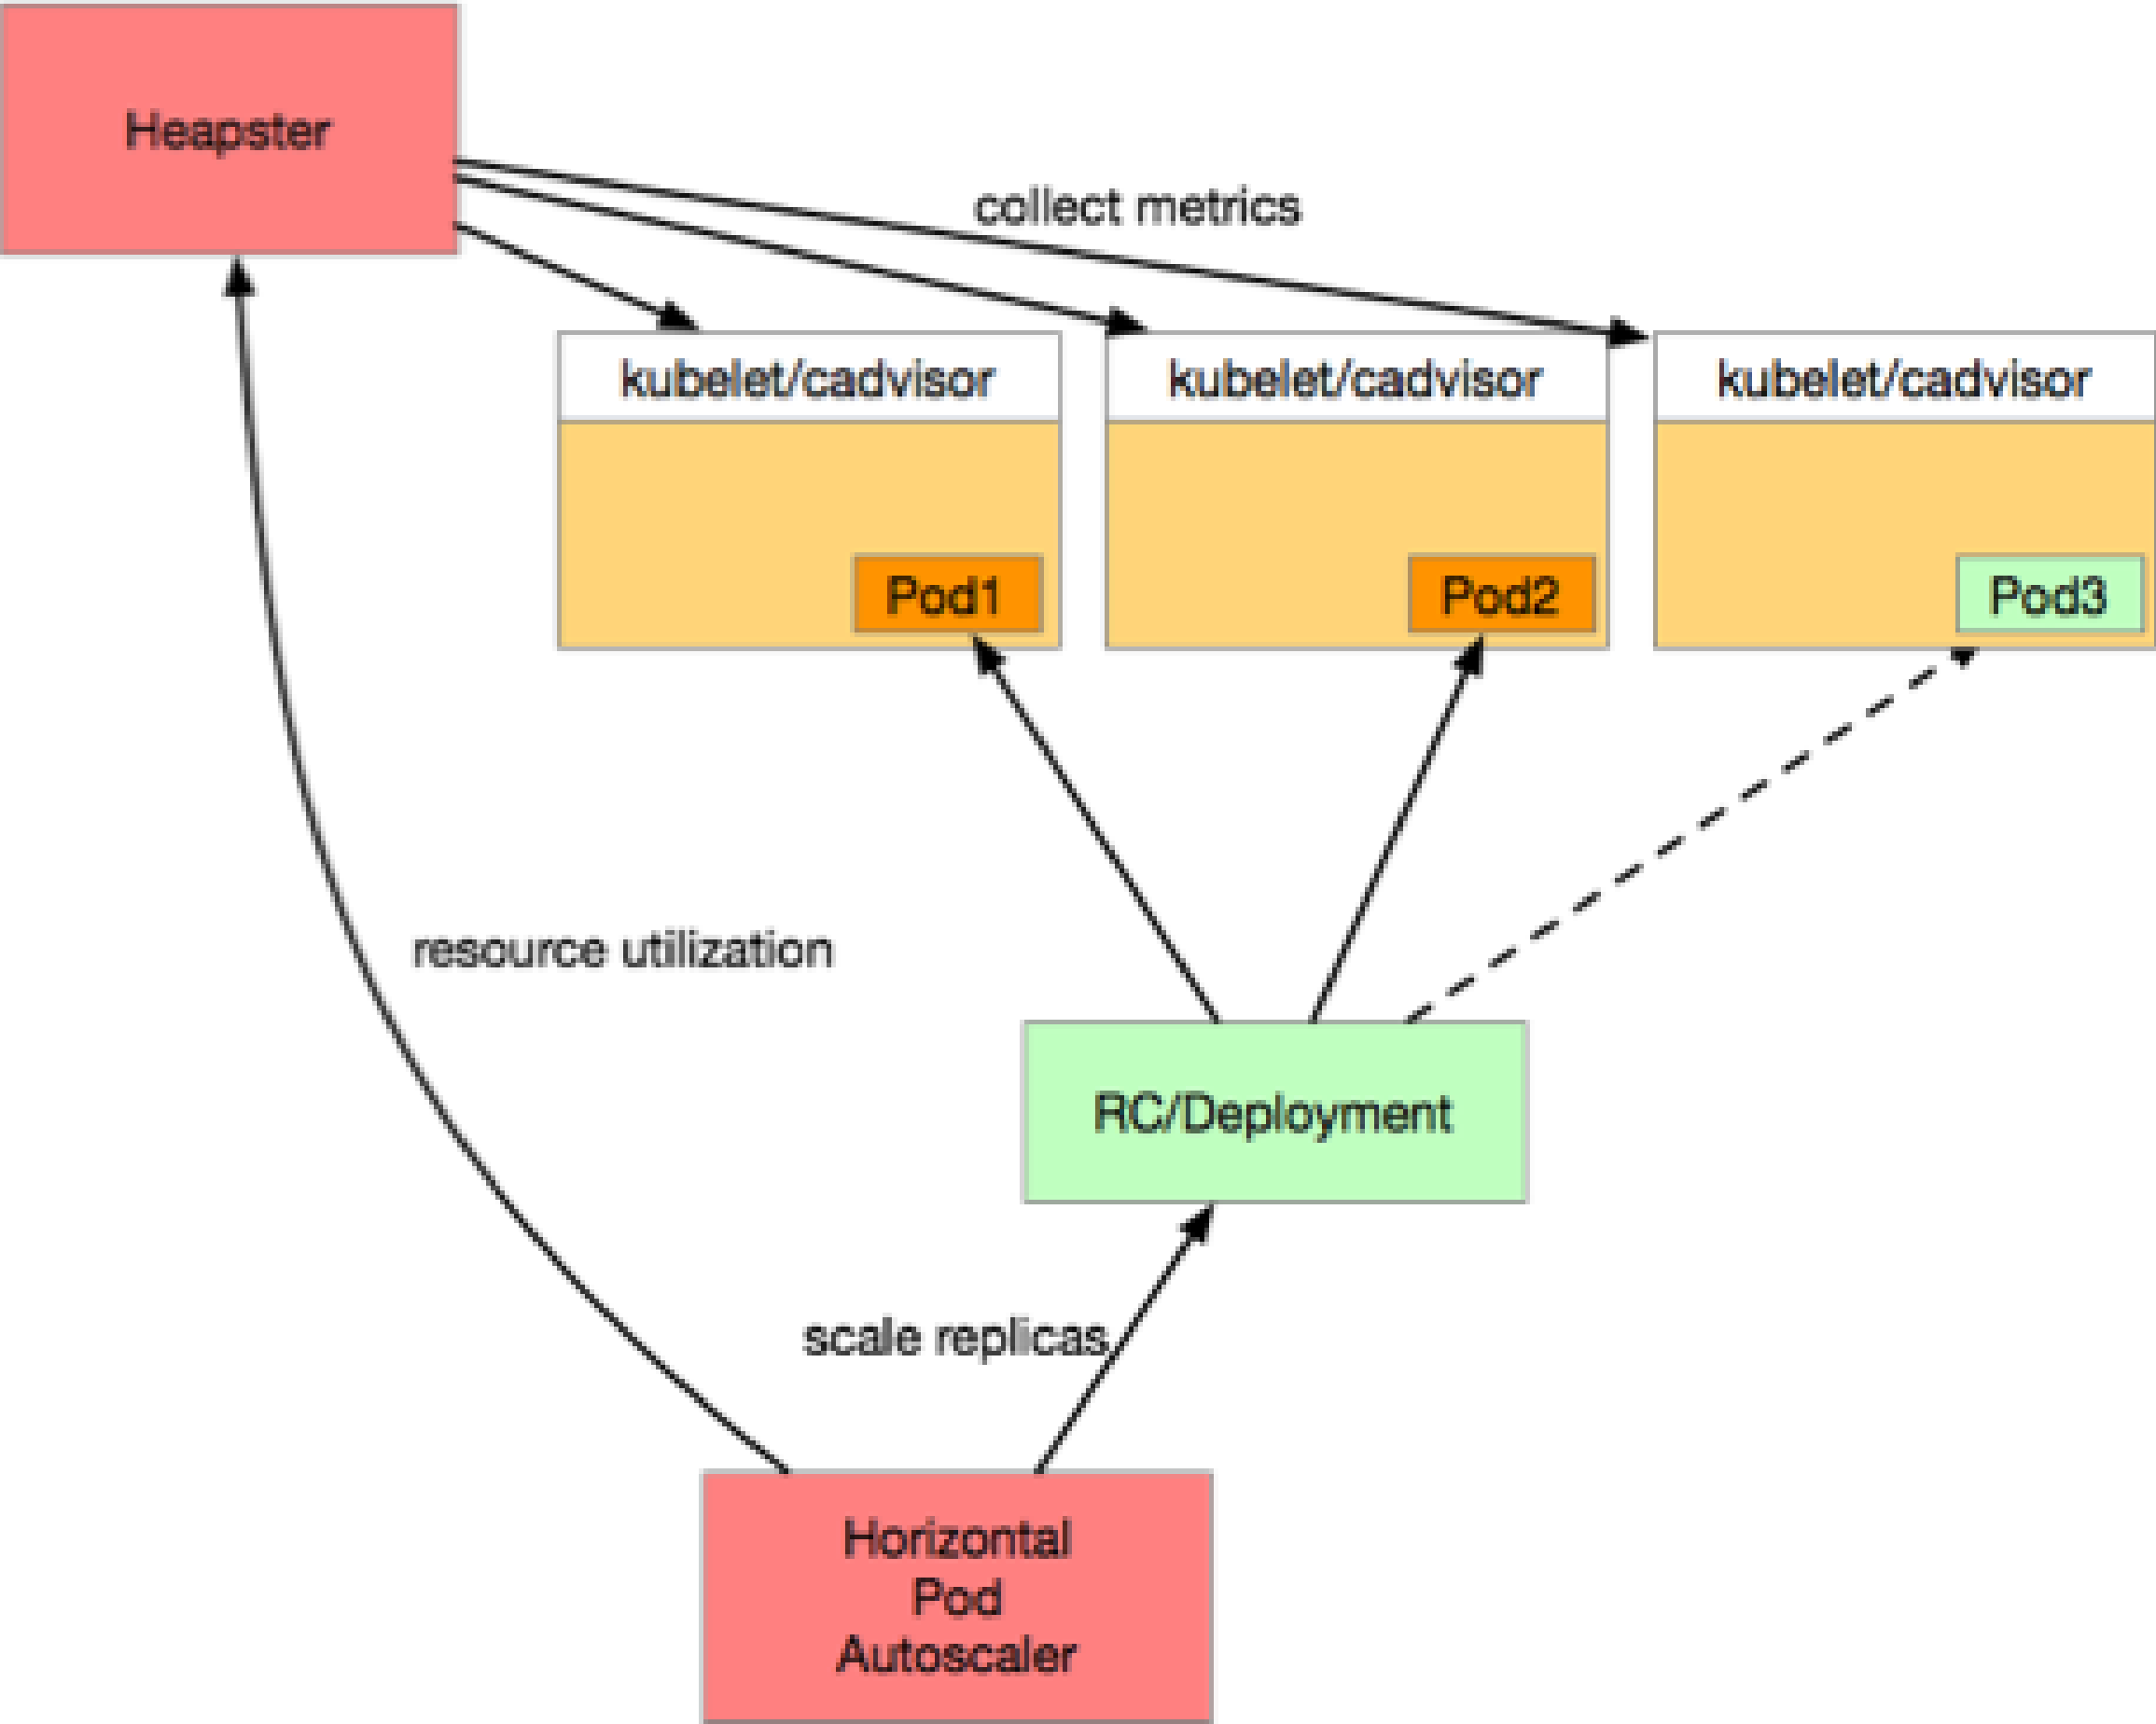 Heapster
collect metrics
kubelet/cadvisor
kubelet/cadvisor
kubelet/cadvisor
Pod1
Pod2
Pod3
resource utilization
RC/Deployment
scale replicas
Horizontal
Pod
Autoscaler